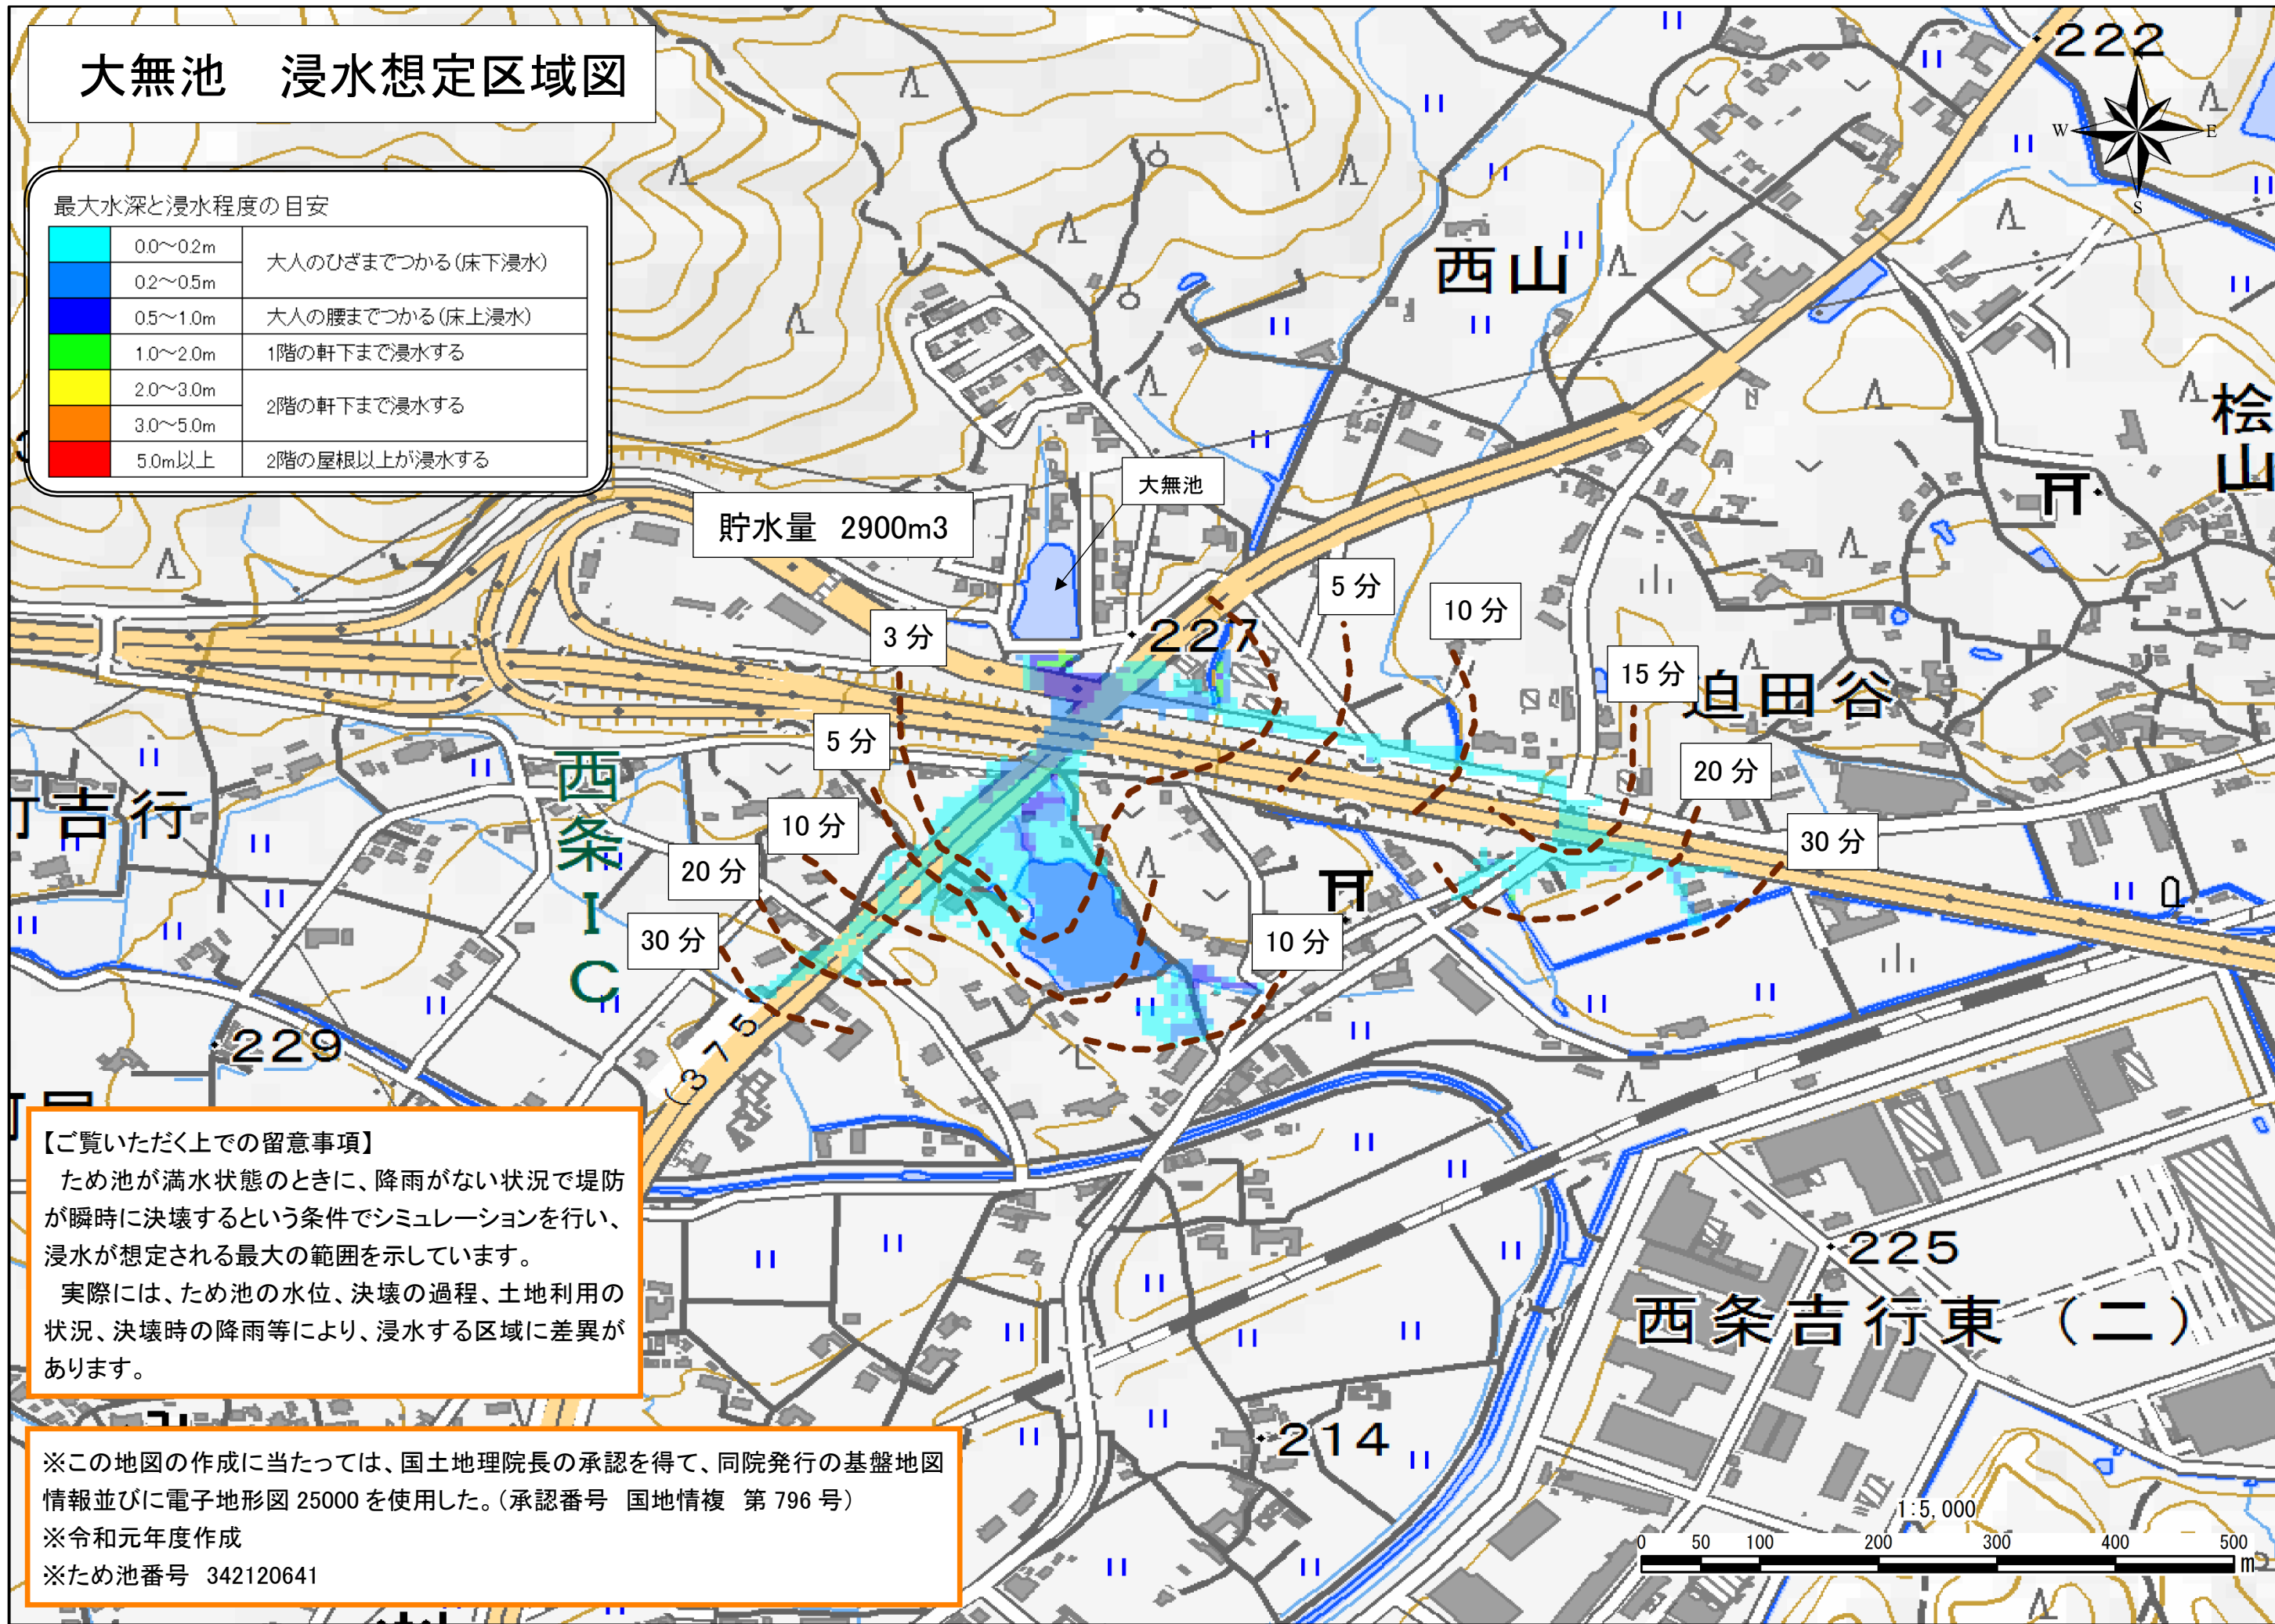 大無池　浸水想定区域図
222
W
E
S
最大水深と浸水程度の目安
0.0～0.2m
大人のひざまでつかる(床下浸水)
0.2～0.5m
0.5～1.0m
大人の腰までつかる(床上浸水)
1.0～2.0m
1階の軒下まで浸水する
2.0～3.0m
2階の軒下まで浸水する
3.0～5.0m
5.0m以上
2階の屋根以上が浸水する
西山
桧山
大無池
貯水量　2900m3
3分
227
5分
10分
15分
迫田谷
20分
30分
5分
10分
20分
30分
10分
吉行
西条IC
229
(375
【ご覧いただく上での留意事項】
ため池が満水状態のときに、降雨がない状況で堤防
が瞬時に決壊するという条件でシミュレーションを行い、
浸水が想定される最大の範囲を示しています。
実際には、ため池の水位、決壊の過程、土地利用の
状況、決壊時の降雨等により、浸水する区域に差異が
あります。
225
西条吉行東（二）
214
※この地図の作成に当たっては、国土地理院長の承認を得て、同院発行の基盤地図
情報並びに電子地形図25000を使用した。（承認番号　国地情複　第796号）
※令和元年度作成
※ため池番号　342120641
1:5,000
0 50 100 200 300 400 500
m